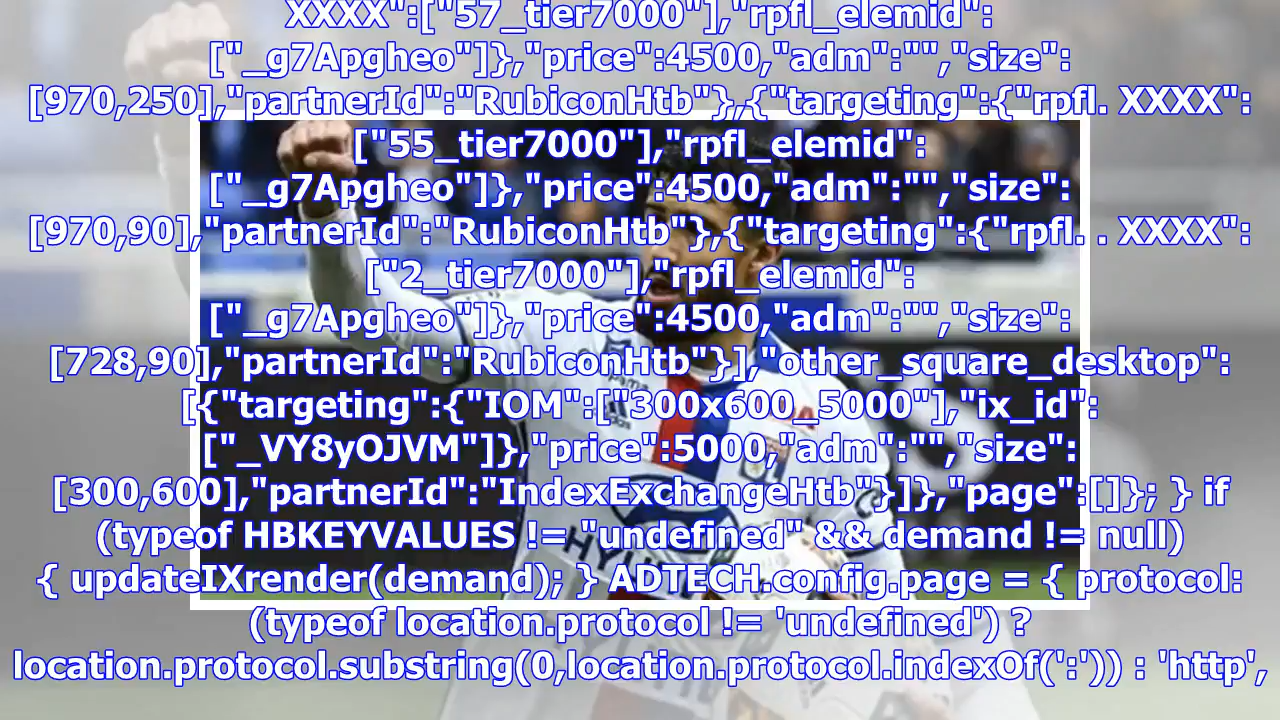 XXXX":["57_tier7000"],"rpfl_elemid":
["_g7Apgheo"]},"price":4500,"adm":"","size":
[970,250],"partnerId":"RubiconHtb"},{"targeting":{"rpfl. XXXX":
["55_tier7000"],"rpfl_elemid":
["_g7Apgheo"]},"price":4500,"adm":"","size":
[970,90],"partnerId":"RubiconHtb"},{"targeting":{"rpfl. . XXXX":
["2_tier7000"],"rpfl_elemid":
["_g7Apgheo"]},"price":4500,"adm":"","size":
[728,90],"partnerId":"RubiconHtb"}],"other_square_desktop":
[{"targeting":{"IOM":["300x600_5000"],"ix_id":
["_VY8yOJVM"]},"price":5000,"adm":"","size":
[300,600],"partnerId":"IndexExchangeHtb"}]},"page":[]}; } if
(typeof HBKEYVALUES != "undefined" && demand != null)
{ updateIXrender(demand); } ADTECH.config.page = { protocol:
(typeof location.protocol != 'undefined') ?
location.protocol.substring(0,location.protocol.indexOf(':')) : 'http',